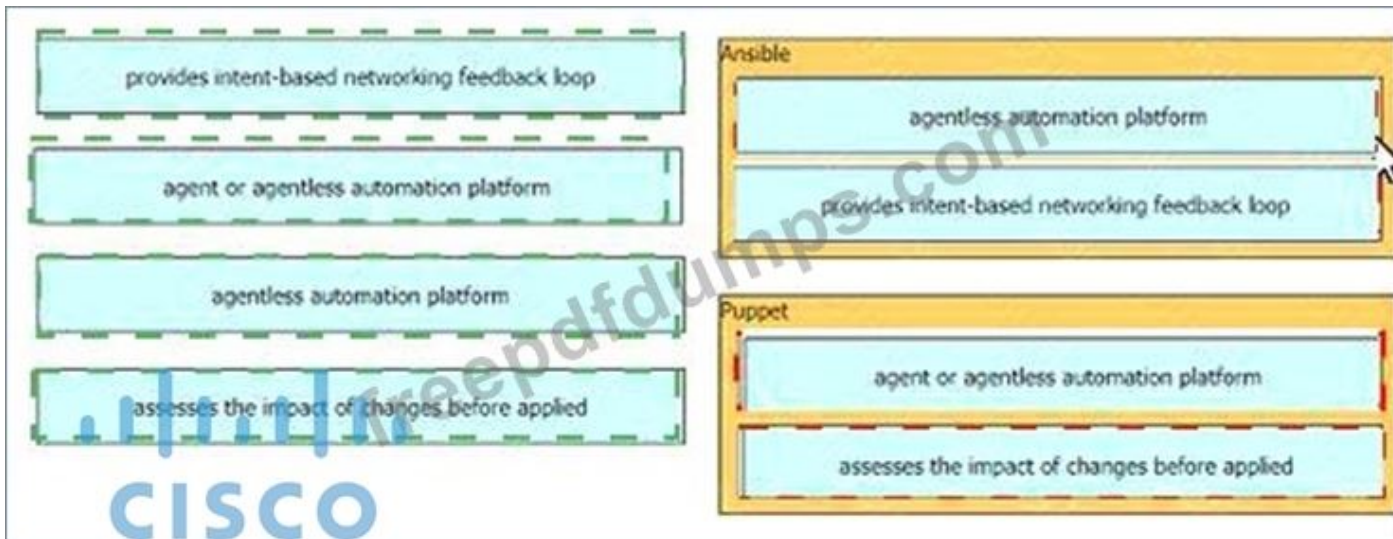 provides intent-based networking feedback loop
agent or agentless automation platform
agentless automation platform
assesses the impact of changes before applied
CISCO
Ansible
agentless automation platform
provides intent-based networking feedback loop
Puppet
agent or agentless automation platform
assesses the impact of changes before applied
freepdfdumps.com